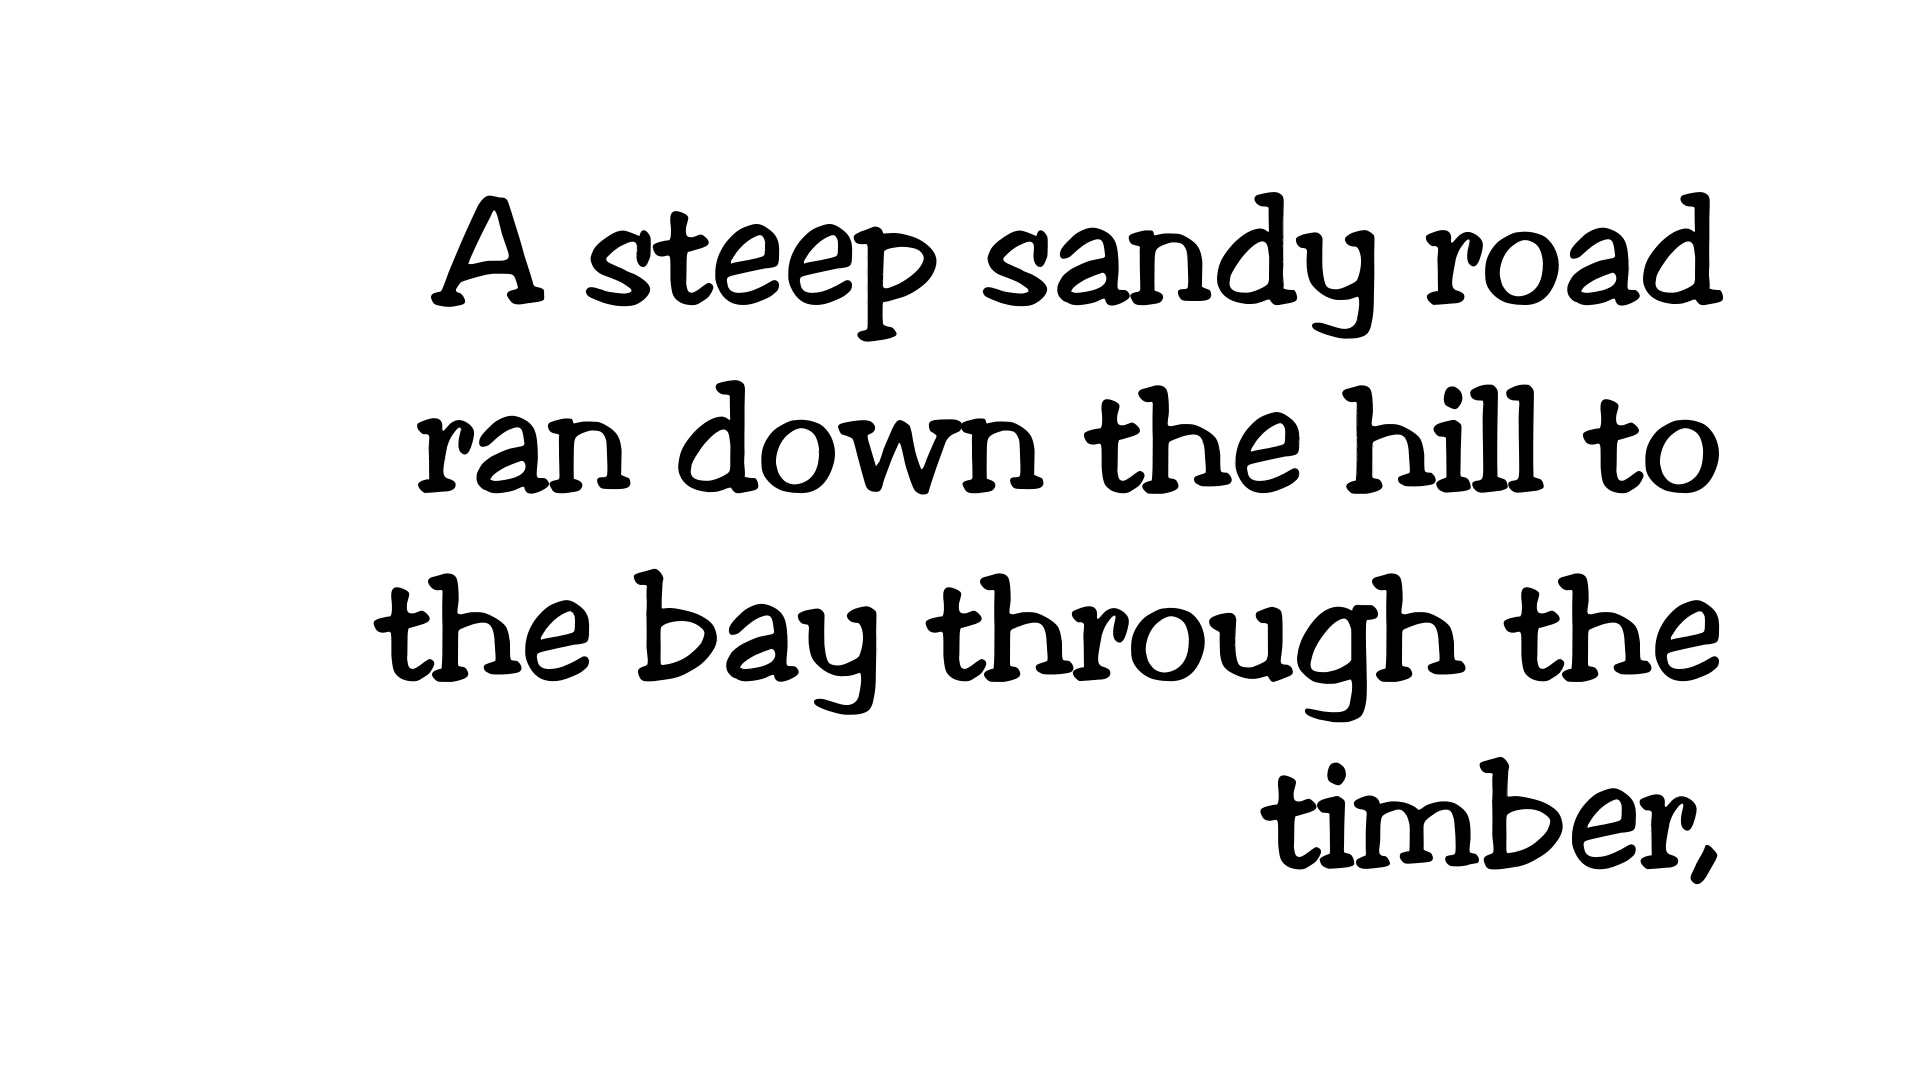 A steep sandy road
ran down the hill to
the bay through the
timber,